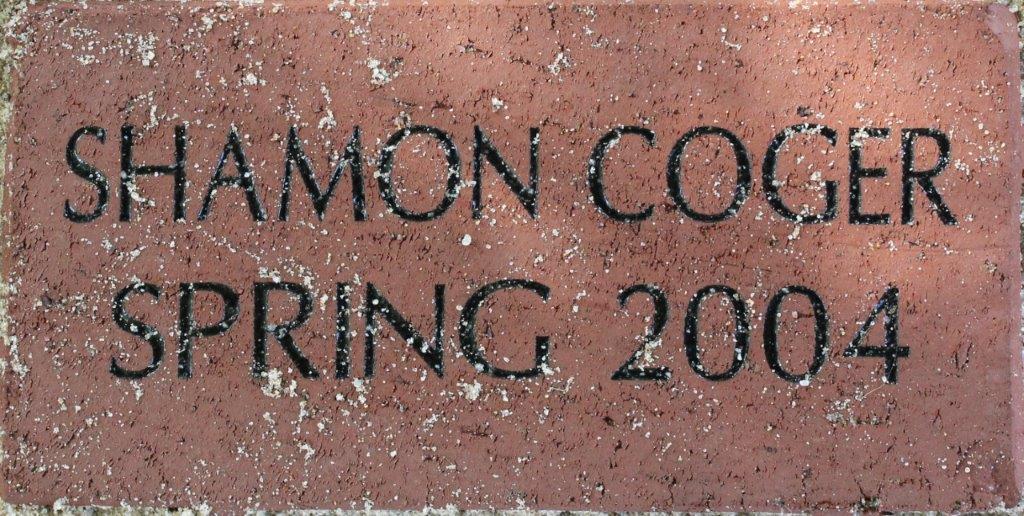 SHAMON COGER
SPRING 2004